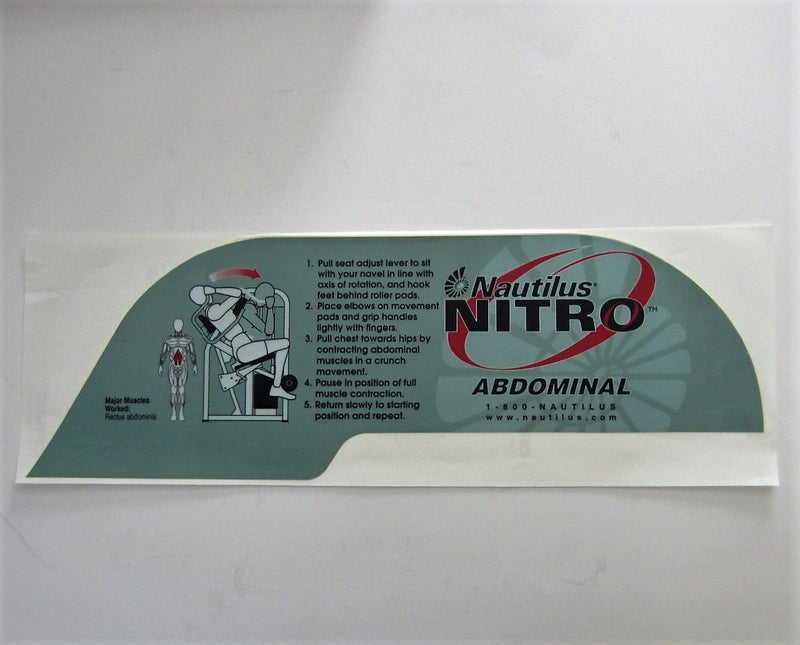 1. Pull seat adjust lever to sit
with your navel in line with
axis of rotation, and hook
feet behind roller pads.
2. Place elbows on movement
pads and grip handles
lightly with fingers.
3. Pull chest towards hips by
contracting abdominal
muscles in a crunch
movement.
4. Pause in position of full
muscle contraction.
5. Return slowly to starting
position and repeat.
Major Muscles
Worked:
Rectus abdominis
Nautilus®
NITRO™
ABDOMINAL
1-800-NAUTILUS
www.nautilus.com